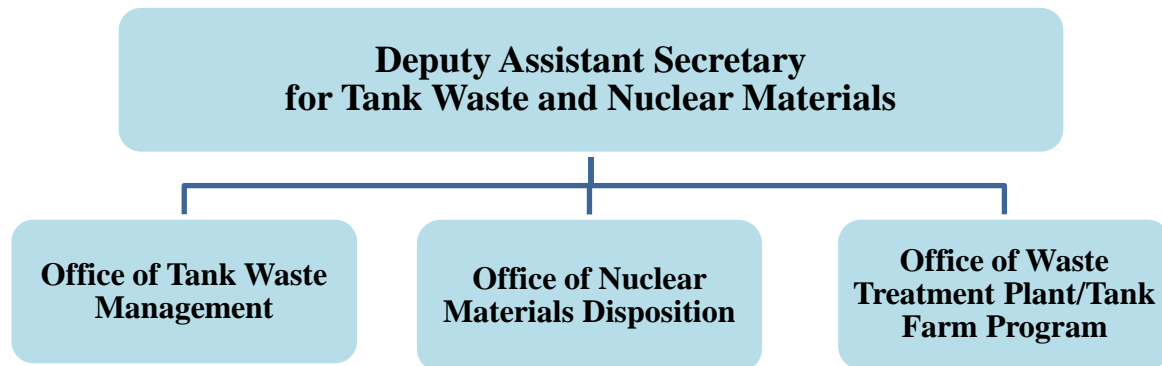 Deputy Assistant Secretary
for Tank Waste and Nuclear Materials
Office of Tank Waste
Management
Office of Nuclear
Materials Disposition
Office of Waste
Treatment Plant/Tank
Farm Program